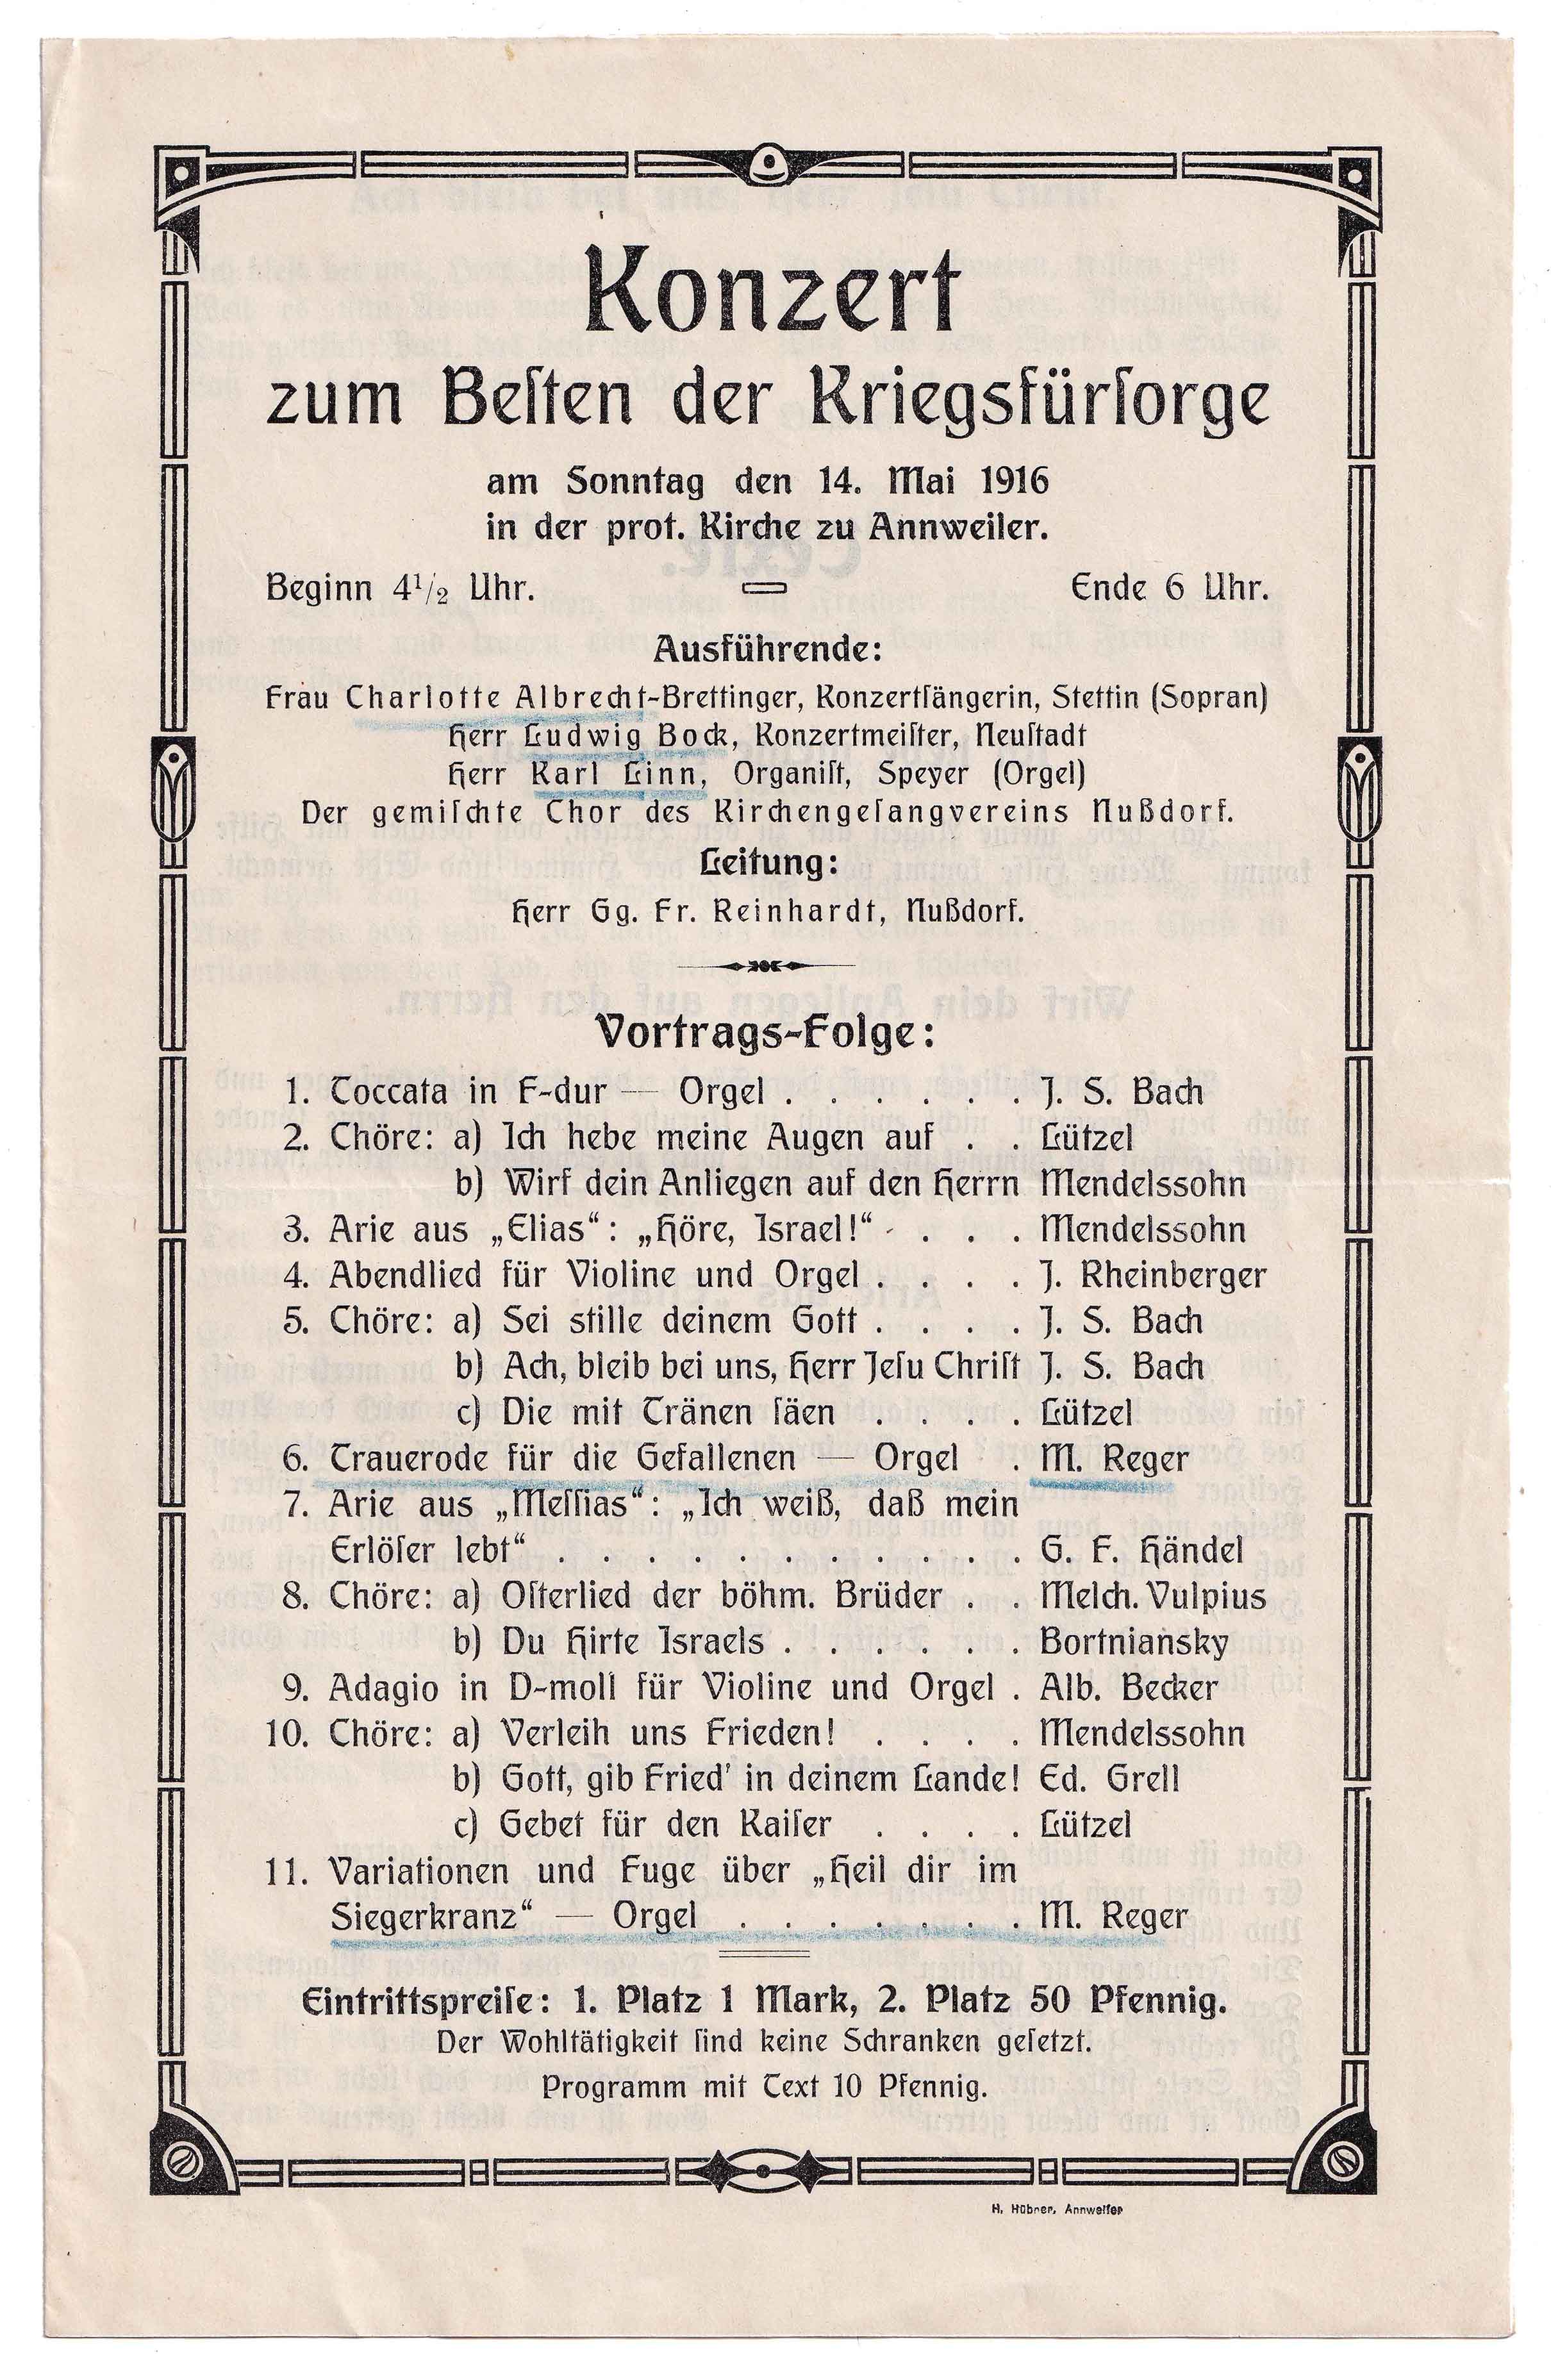 Konzert
zum Beſten der Kriegsfürſorge
am Sonntag den 14. Mai 1916
in der prot. Kirche zu Annweiler.
Beginn 4½ Uhr. Ende 6 Uhr.
Ausführende:
Frau Charlotte Albrecht-Brettinger, Konzertſängerin, Stettin (Sopran)
Herr Ludwig Bock, Konzertmeiſter, Neuſtadt
Herr Karl Linn, Organiſt, Speyer (Orgel)
Der gemiſchte Chor des Kirchengeſangvereins Nußdorf.
Leitung:
Herr Gg. Fr. Reinhardt, Nußdorf.
Vortrags-Folge:
1. Toccata in F-dur — Orgel . . . . . . J. S. Bach
2. Chöre: a) Ich hebe meine Augen auf . . Lützel
b) Wirf dein Anliegen auf den Herrn Mendelssohn
3. Arie aus „Elias“: „Höre, Israel!“ . . . . Mendelssohn
4. Abendlied für Violine und Orgel . . . . J. Rheinberger
5. Chöre: a) Sei stille deinem Gott . . . . J. S. Bach
b) Ach, bleib bei uns, Herr Jeſu Chriſt J. S. Bach
c) Die mit Tränen ſäen . . . . Lützel
6. Trauerode für die Gefallenen — Orgel . M. Reger
7. Arie aus „Meſſias“: „Ich weiß, daß mein
Erlöſer lebt“ . . . . . . . . . . . M. G. F. Händel
8. Chöre: a) Oſterlied der böhm. Brüder . . Melch. Vulpius
b) Du Hirte Israels . . . . . . Bortniansky
9. Adagio in D-moll für Violine und Orgel . Alb. Becker
10. Chöre: a) Verleih uns Frieden! . . . . Mendelssohn
b) Gott, gib Fried' in deinem Lande! Ed. Grell
c) Gebet für den Kaiſer . . . . Lützel
11. Variationen und Fuge über „Heil dir im
Siegerkranz“ — Orgel . . . . . . . M. Reger
Eintrittspreiſe: 1. Platz 1 Mark, 2. Platz 50 Pfennig.
Der Wohltätigkeit ſind keine Schranken geſetzt.
Programm mit Text 10 Pfennig.
H. Hübner, Annweiler